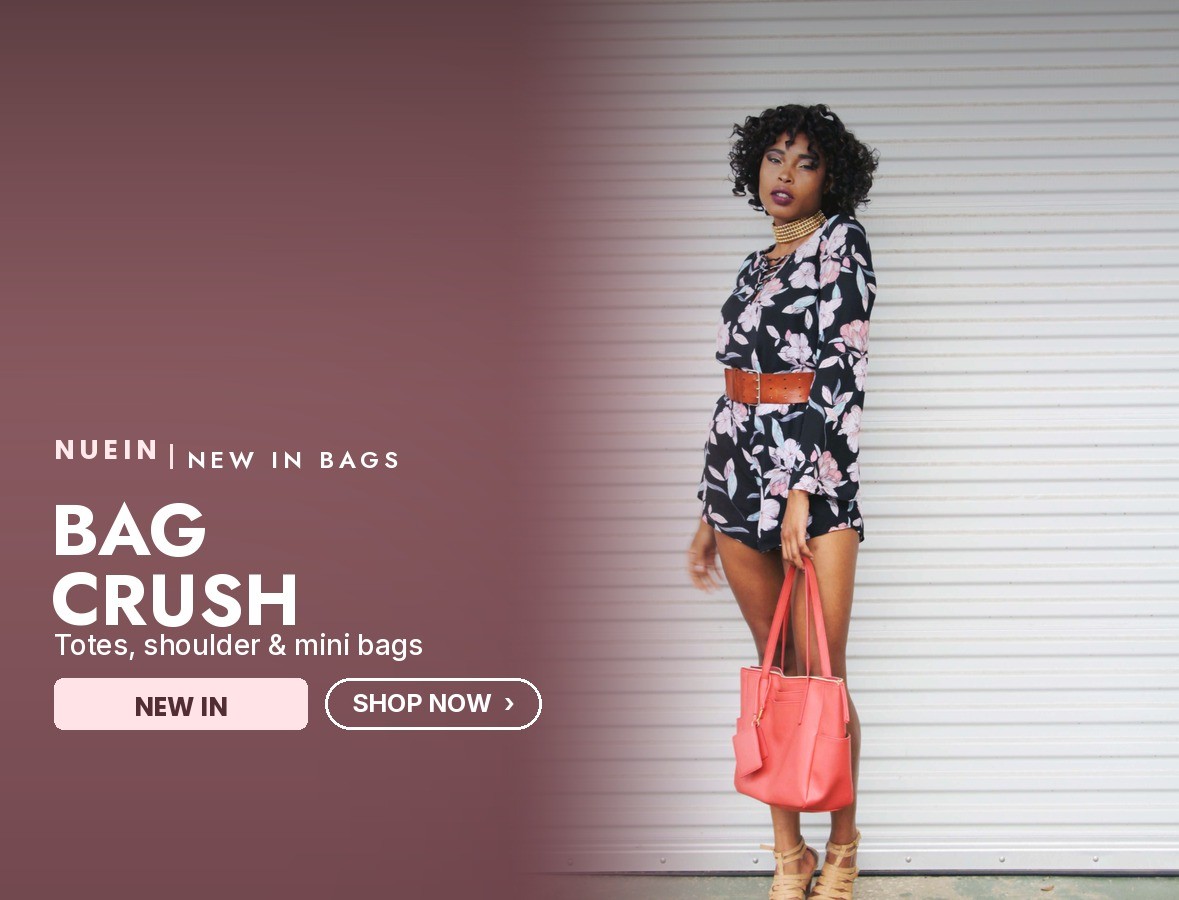 NUEIN | NEW IN BAGS
BAG
CRUSH
Totes, shoulder & mini bags
NEW IN
SHOP NOW ›